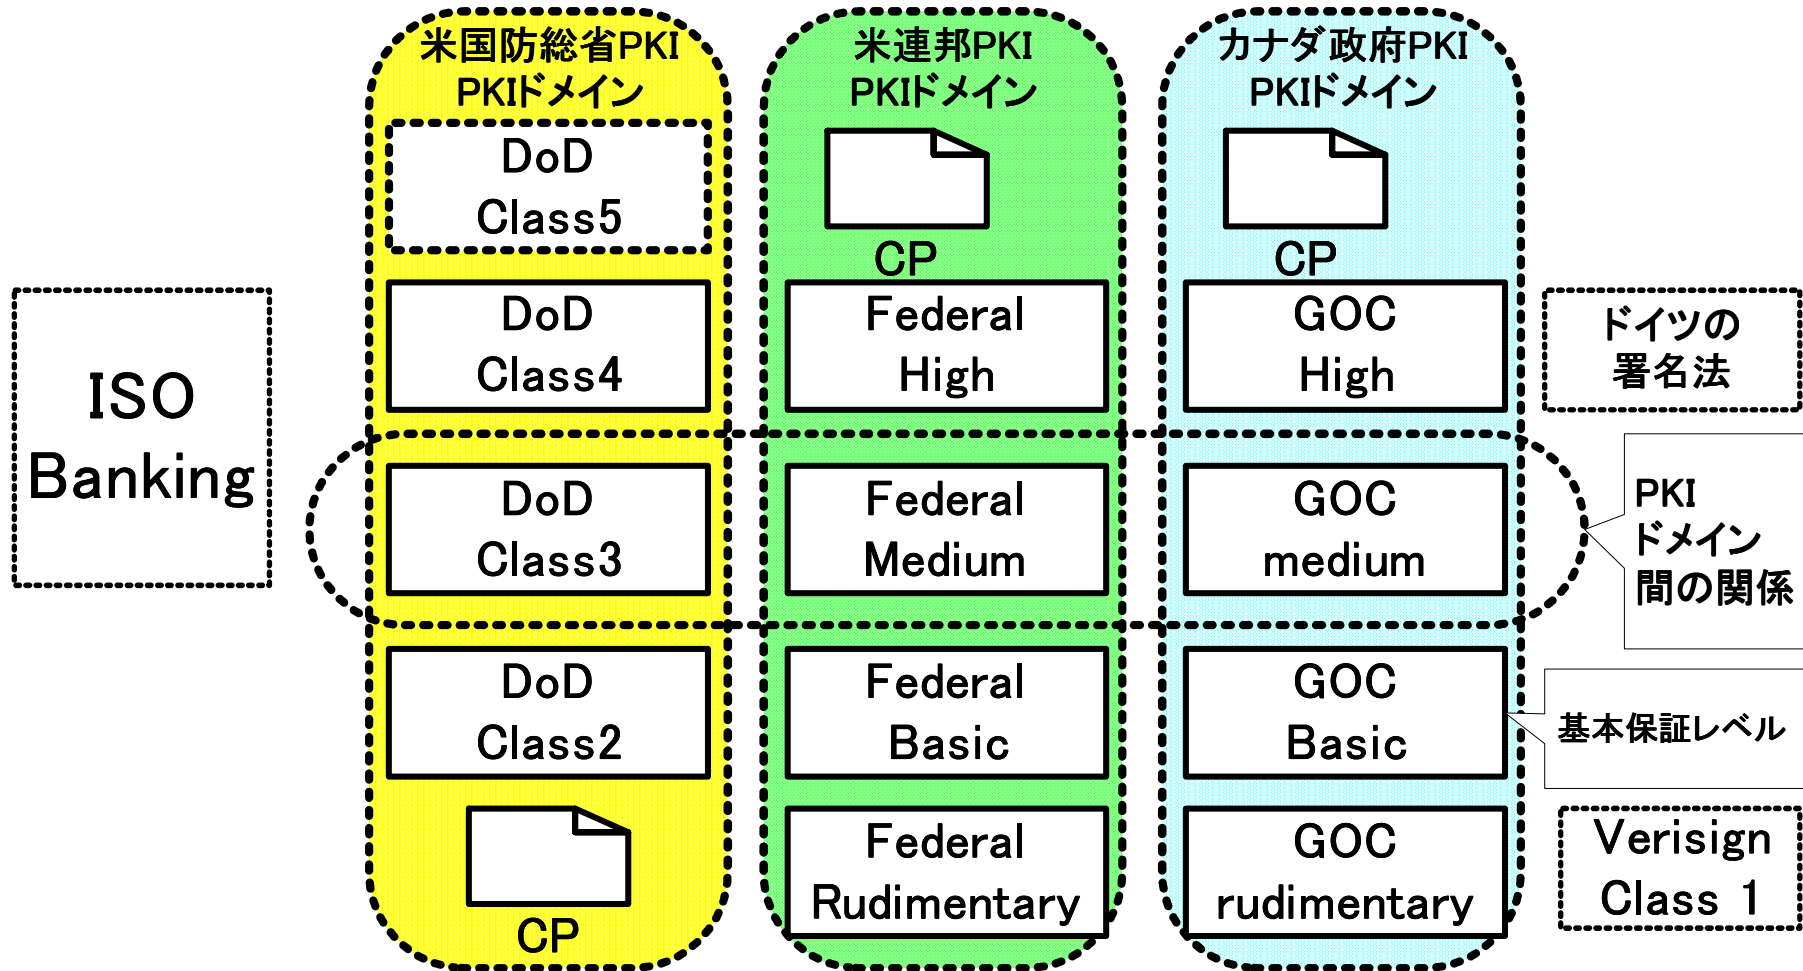 米国防総省PKI
PKIドメイン
DoD
Class5
DoD
Class4
DoD
Class3
DoD
Class2
CP
米連邦PKI
PKIドメイン
CP
Federal
High
Federal
Medium
Federal
Basic
Federal
Rudimentary
カナダ政府PKI
PKIドメイン
CP
GOC
High
GOC
medium
GOC
Basic
GOC
rudimentary
ISO
Banking
ドイツの
署名法
PKI
ドメイン
間の関係
基本保証レベル
Verisign
Class 1